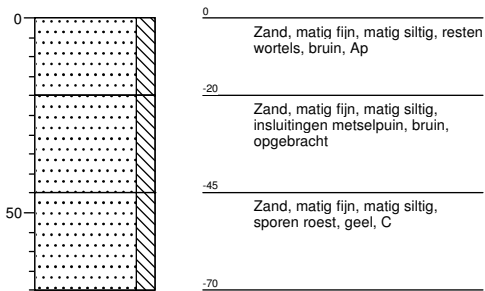 0
0
Zand, matig fijn, matig siltig, resten
wortels, bruin, Ap
-20
Zand, matig fijn, matig siltig,
insluitingen metselpuin, bruin,
opgebracht
-45
50
Zand, matig fijn, matig siltig,
sporen roest, geel, C
-70